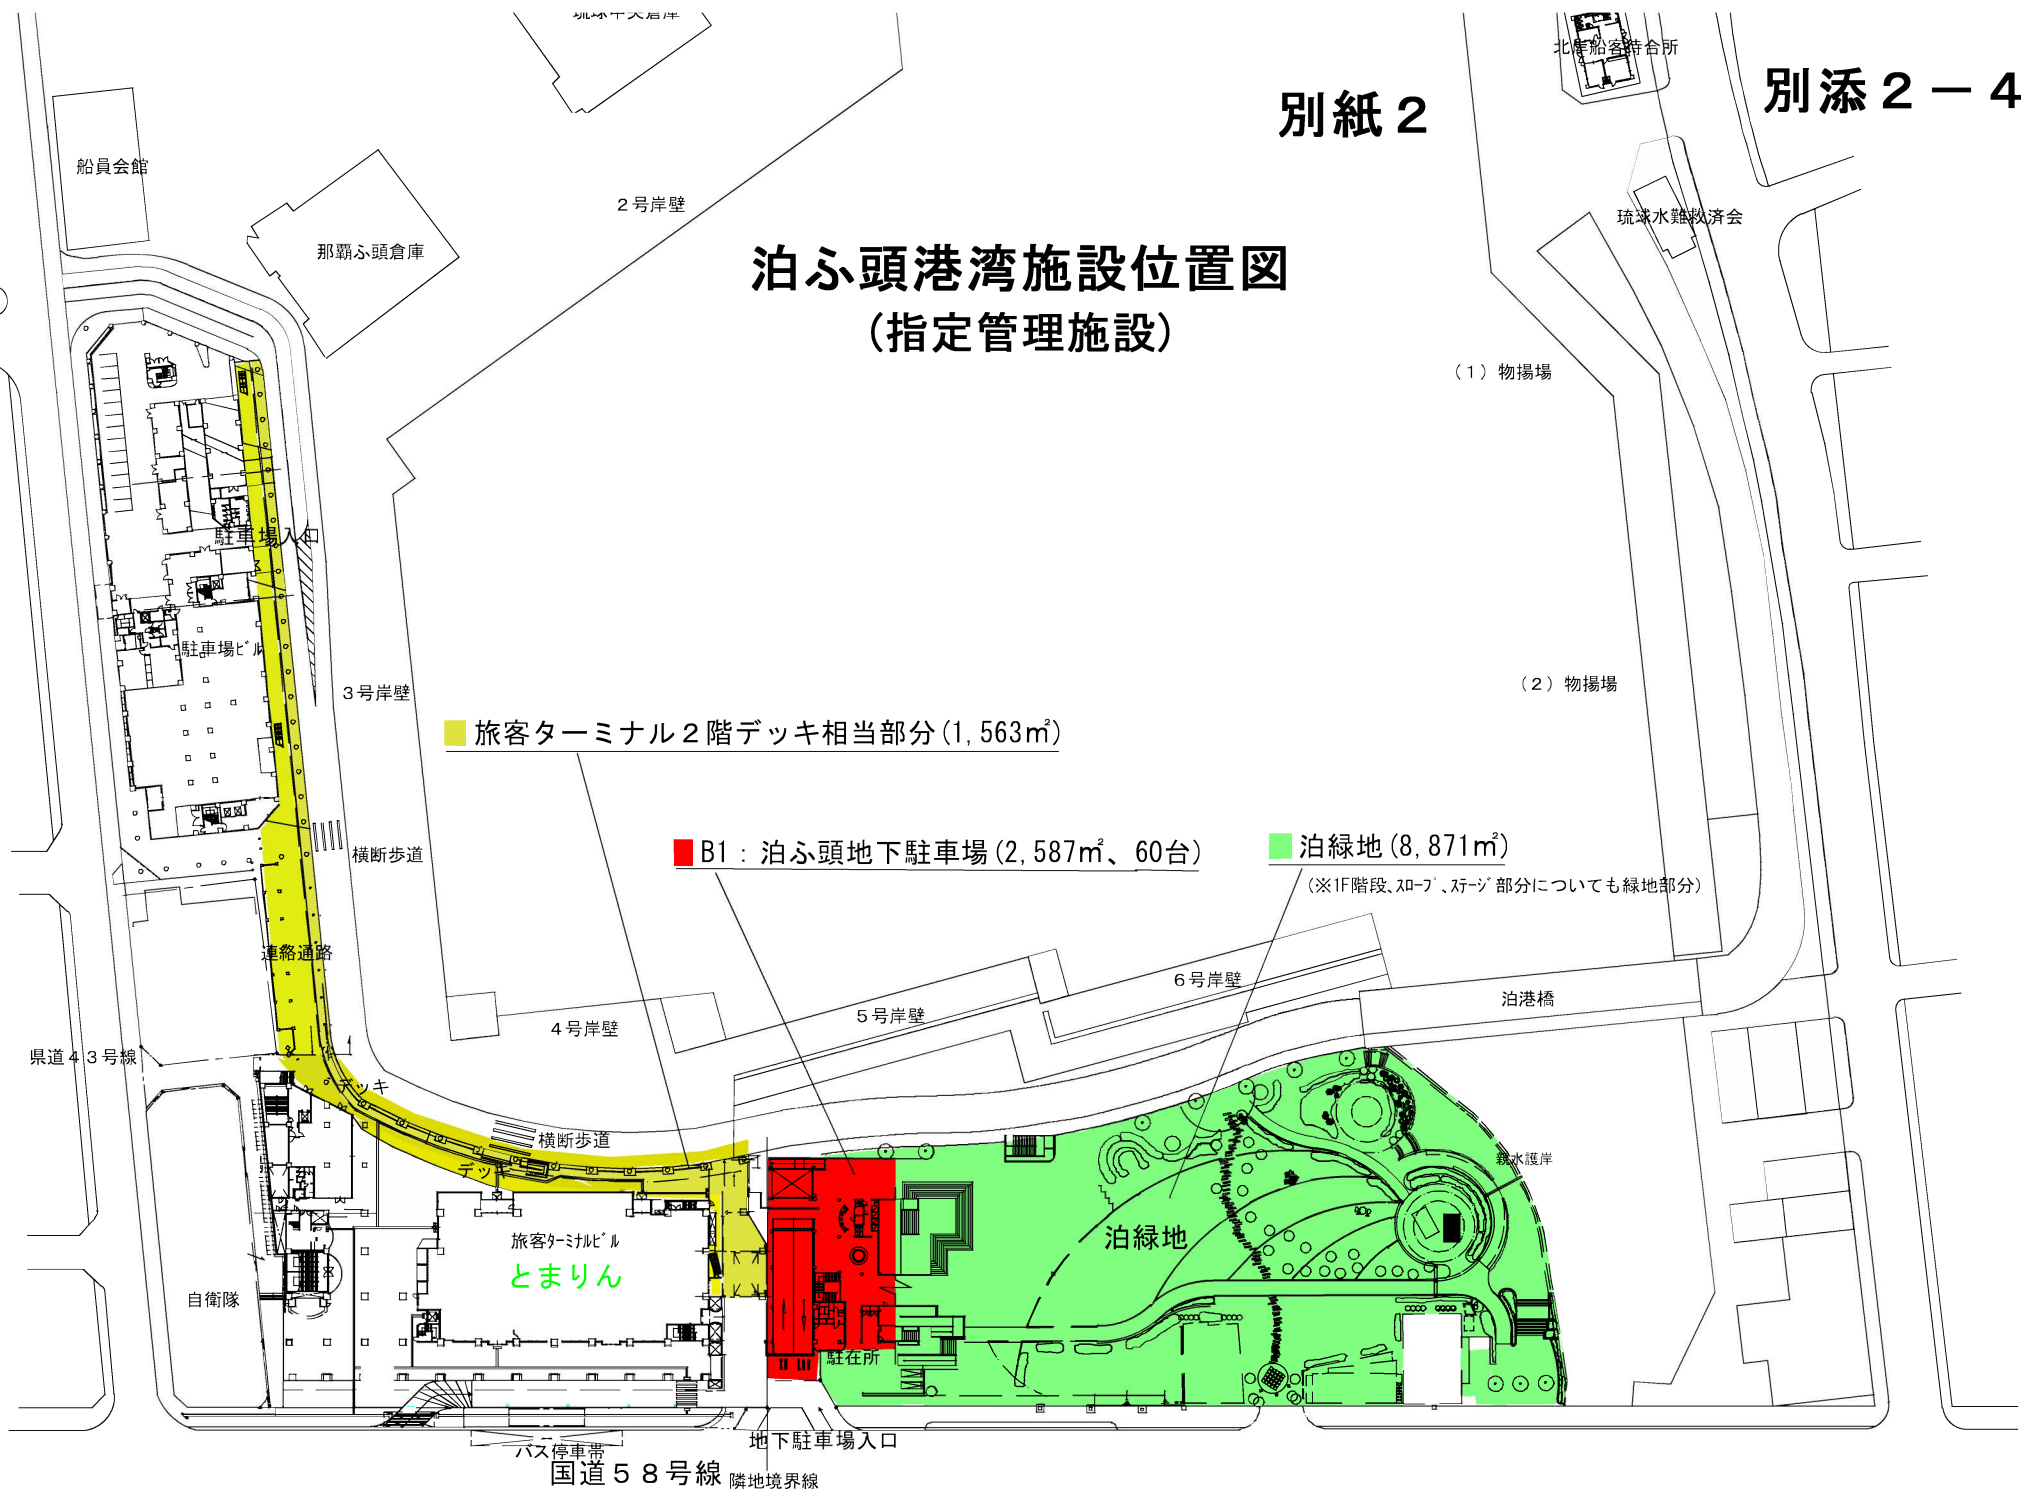 琉球中央倉庫
北岸船客待合所
別添２－４
別紙２
船員会館
２号岸壁
琉球水難救済会
那覇ふ頭倉庫
泊ふ頭港湾施設位置図
(指定管理施設)
（１）物揚場
駐車場入口
駐車場ビル
３号岸壁
（２）物揚場
旅客ターミナル２階デッキ相当部分(1,563㎡)
B1：泊ふ頭地下駐車場(2,587㎡、60台)
泊緑地(8,871㎡)
(※1F階段、ｽﾛｰﾌﾟ、ｽﾃｰｼﾞ部分についても緑地部分)
横断歩道
連絡通路
６号岸壁
泊港橋
５号岸壁
４号岸壁
県道４３号線
デッキ
横断歩道
デッキ
親水護岸
旅客ﾀｰﾐﾅﾙﾋﾞﾙ
泊緑地
とまりん
自衛隊
駐在所
地下駐車場入口
バス停車帯
国道５８号線
隣地境界線